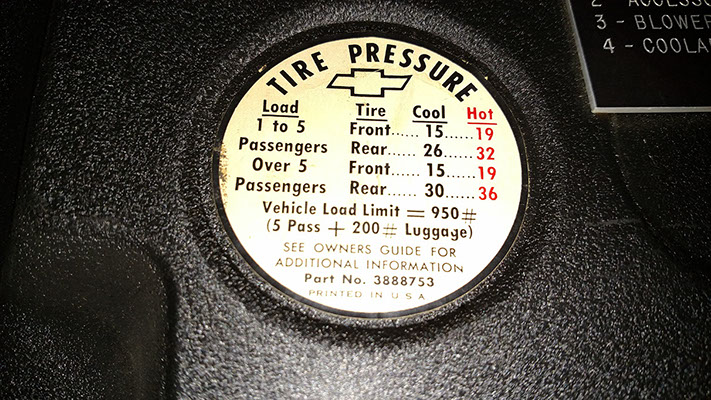 2 - ACCESSO
3 - BLOWER
4 - COOLA
TIRE PRESSURE
Load Tire Cool Hot
1 to 5 Front...... 15......19
Passengers Rear...... 26......32
Over 5 Front...... 15......19
Passengers Rear...... 30......36
Vehicle Load Limit = 950#
(5 Pass + 200# Luggage)
SEE OWNERS GUIDE FOR
ADDITIONAL INFORMATION
Part No. 3888753
PRINTED IN U S A